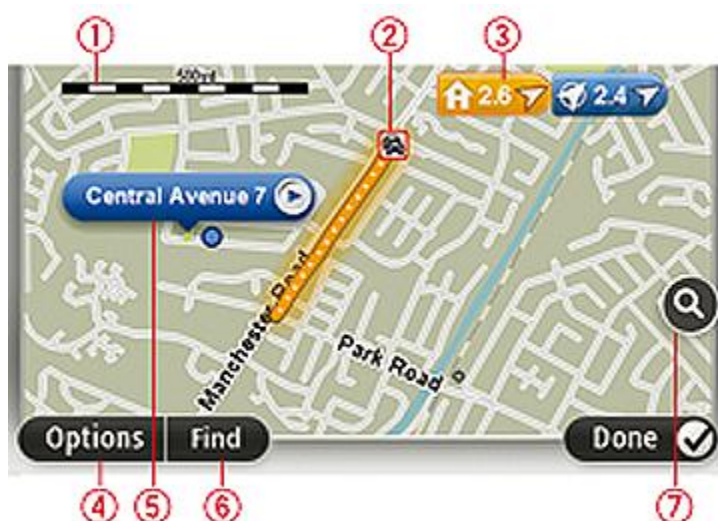 ① ② ③
500yd
2.6 2.4
Central Avenue 7
Manchester Road
Park Road
Options Find Done
④ ⑤ ⑥ ⑦